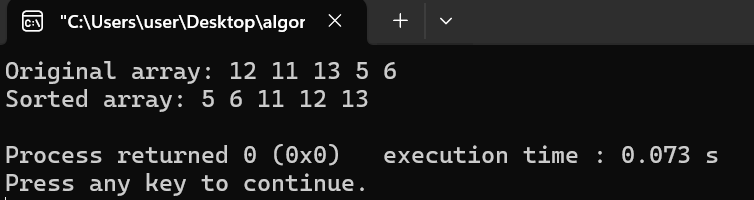 "C:\Users\user\Desktop\algor
Original array: 12 11 13 5 6
Sorted array: 5 6 11 12 13
Process returned 0 (0x0)   execution time : 0.073 s
Press any key to continue.